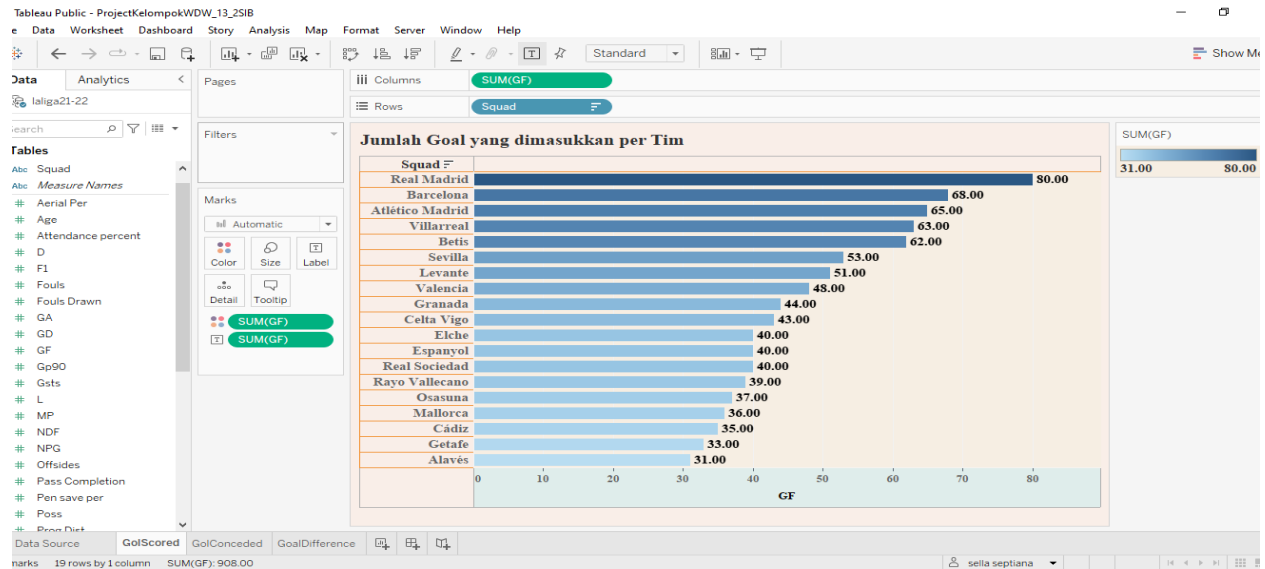 Tableau Public - ProjectKelompokWDW_13_2SIB
e Data Worksheet Dashboard Story Analysis Map Format Server Window Help
Standard
Show Me
Data Analytics
laliga21-22
Search
Tables
Abc Squad
Abc Measure Names
# Aerial Per
# Age
# Attendance percent
# D
# F1
# Fouls
# Fouls Drawn
# GA
# GD
# GF
# Gp90
# Gsts
# L
# MP
# NDF
# NPG
# Offsides
# Pass Completion
# Pen save per
# Poss
# Prog Dist
Pages
Filters
Marks
Automatic
Color Size Label
Detail Tooltip
SUM(GF)
SUM(GF)
Columns SUM(GF)
Rows Squad
Jumlah Goal yang dimasukkan per Tim
Squad
Real Madrid 80.00
Barcelona 68.00
Atlético Madrid 65.00
Villarreal 63.00
Betis 62.00
Sevilla 53.00
Levante 51.00
Valencia 48.00
Granada 44.00
Celta Vigo 43.00
Elche 40.00
Espanyol 40.00
Real Sociedad 40.00
Rayo Vallecano 39.00
Osasuna 37.00
Mallorca 36.00
Cádiz 35.00
Getafe 33.00
Alavés 31.00
0 10 20 30 40 50 60 70 80
GF
SUM(GF)
31.00 80.00
Data Source GolScored GolConceded GoalDifference
marks 19 rows by 1 column SUM(GF): 908.00
sella septiana